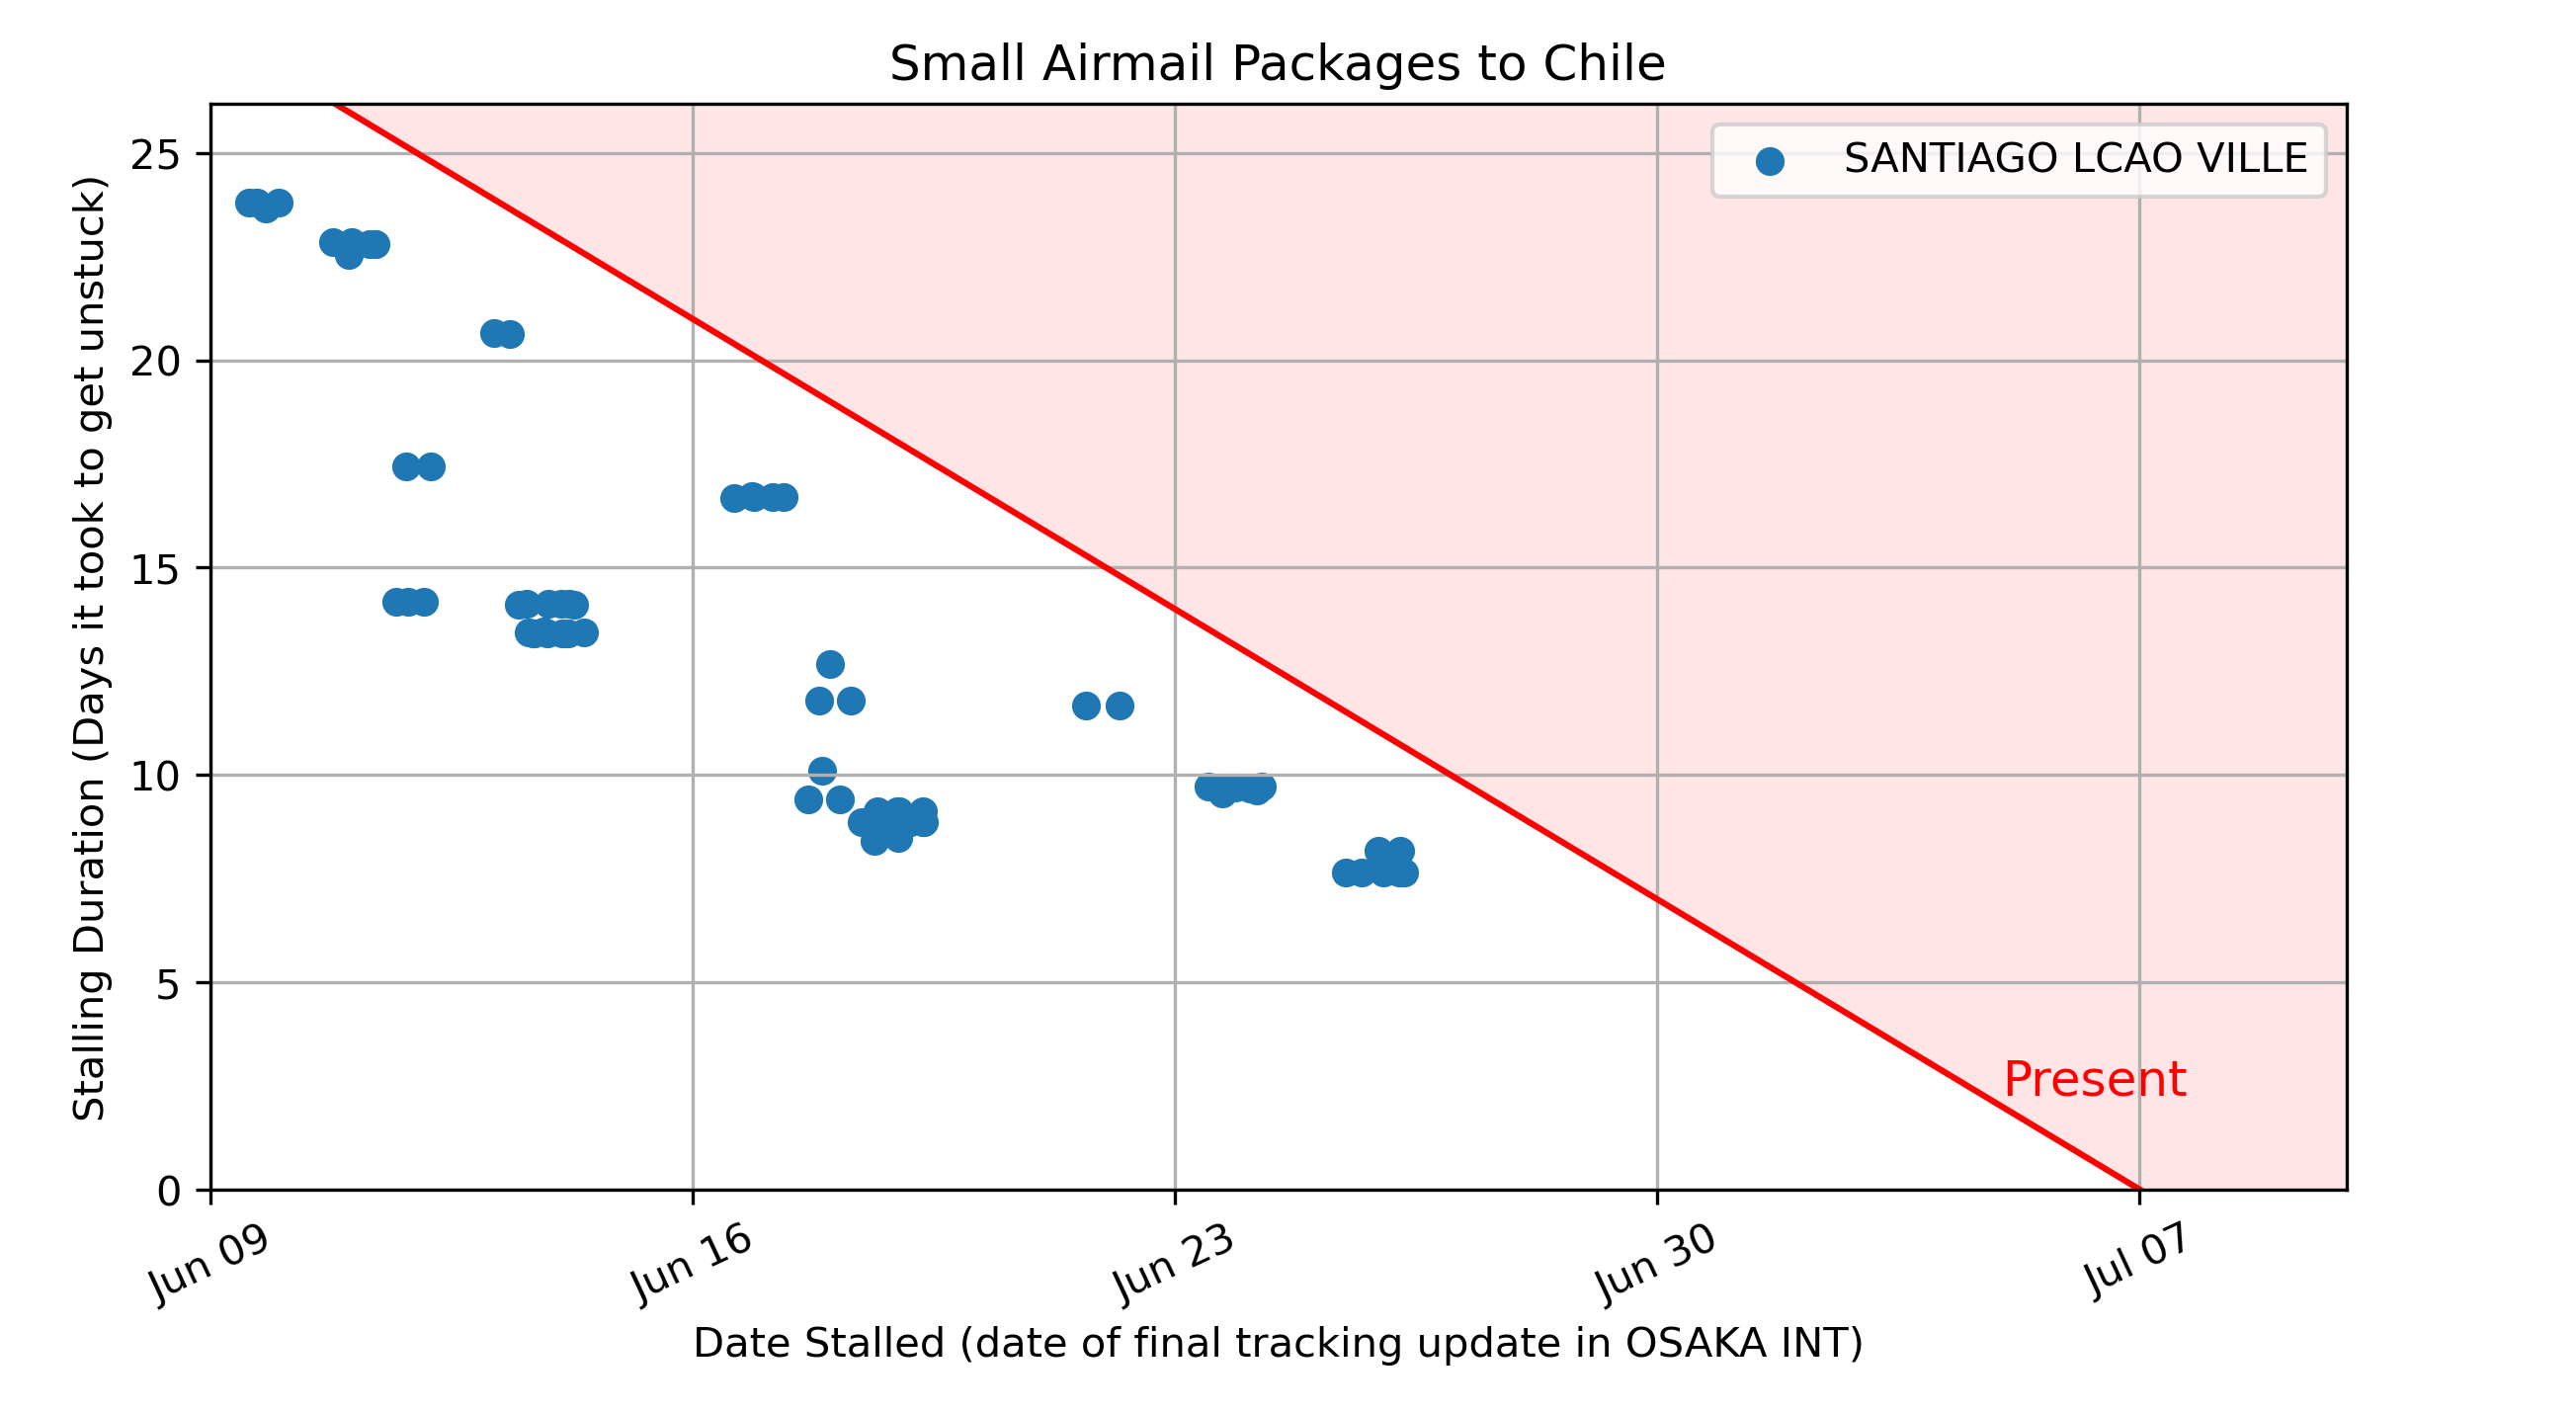 Small Airmail Packages to Chile
SANTIAGO LCAO VILLE
Stalling Duration (Days it took to get unstuck)
25
20
15
10
5
0
Present
Jun 09
Jun 16
Jun 23
Jun 30
Jul 07
Date Stalled (date of final tracking update in OSAKA INT)